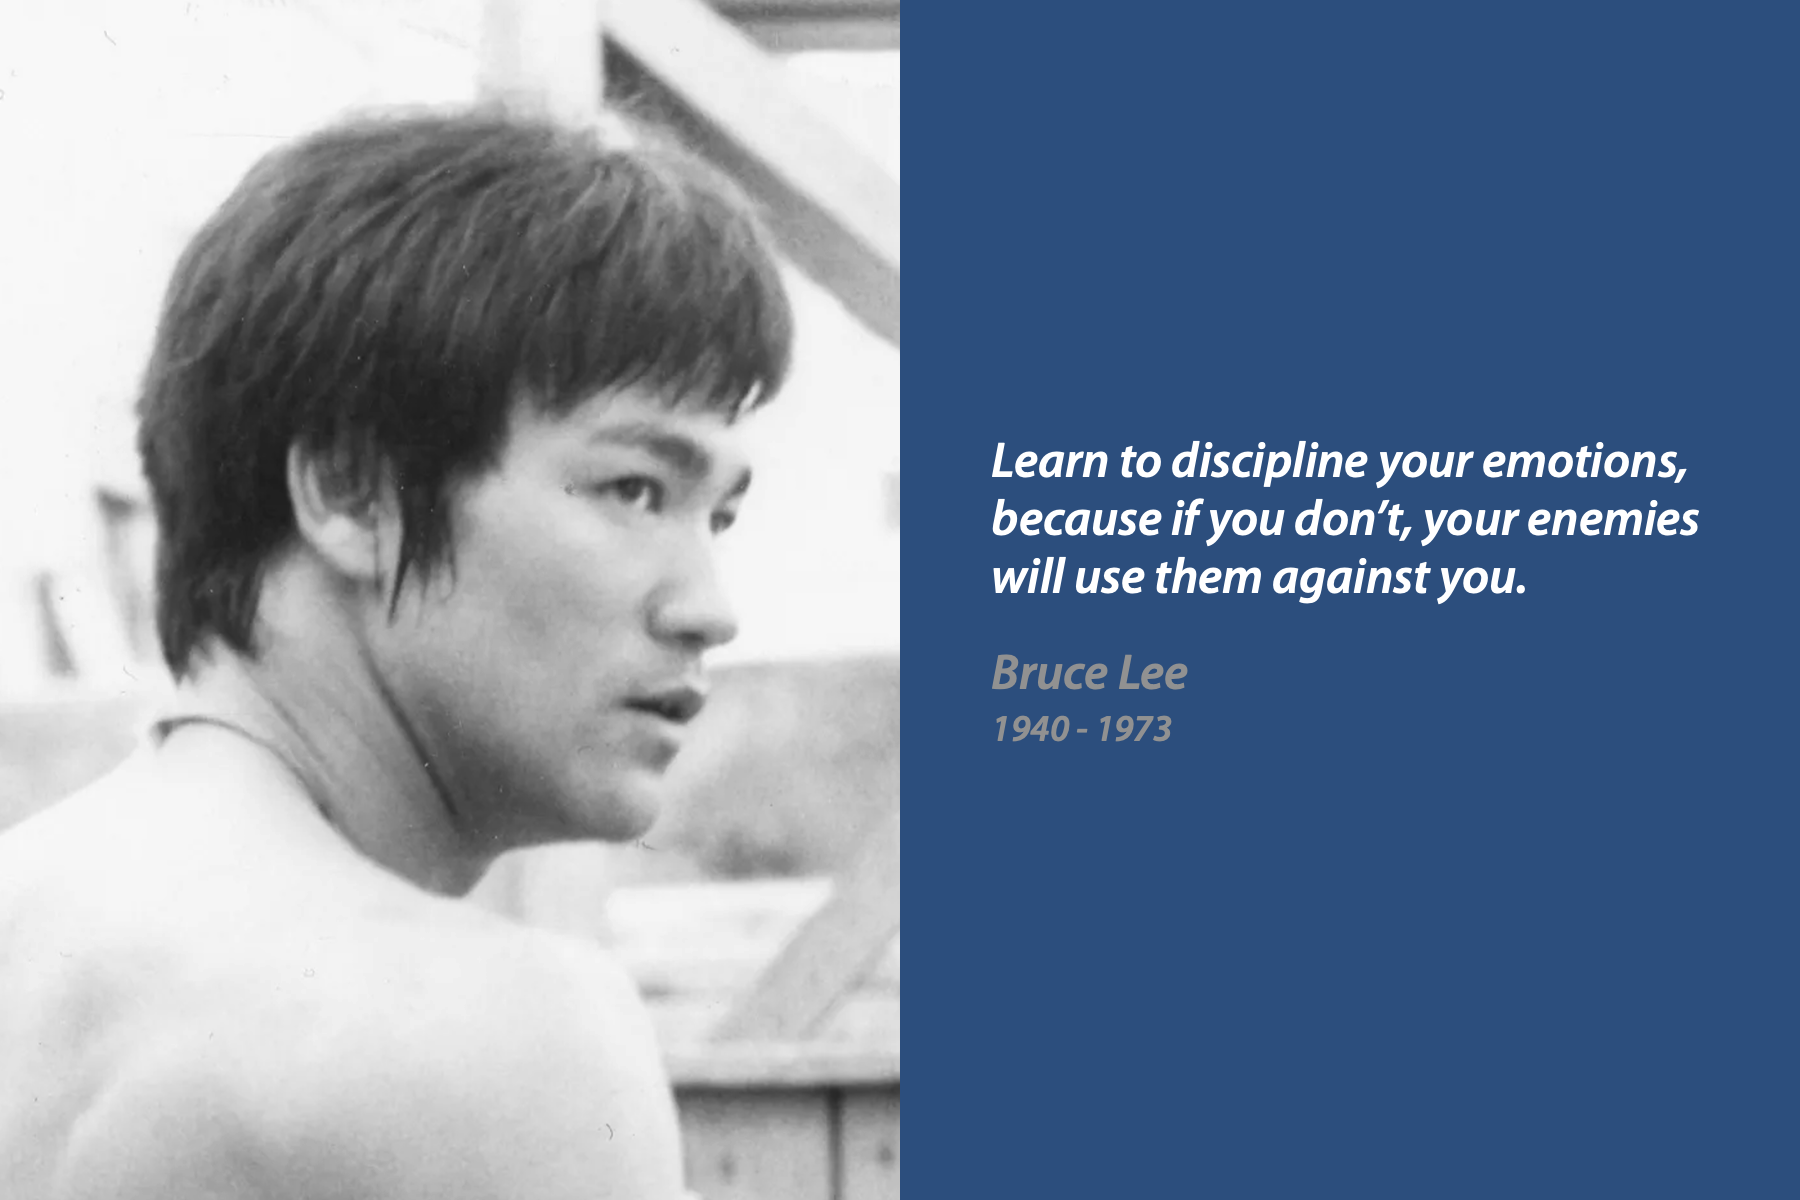 Learn to discipline your emotions,
because if you don’t, your enemies
will use them against you.
Bruce Lee
1940 - 1973